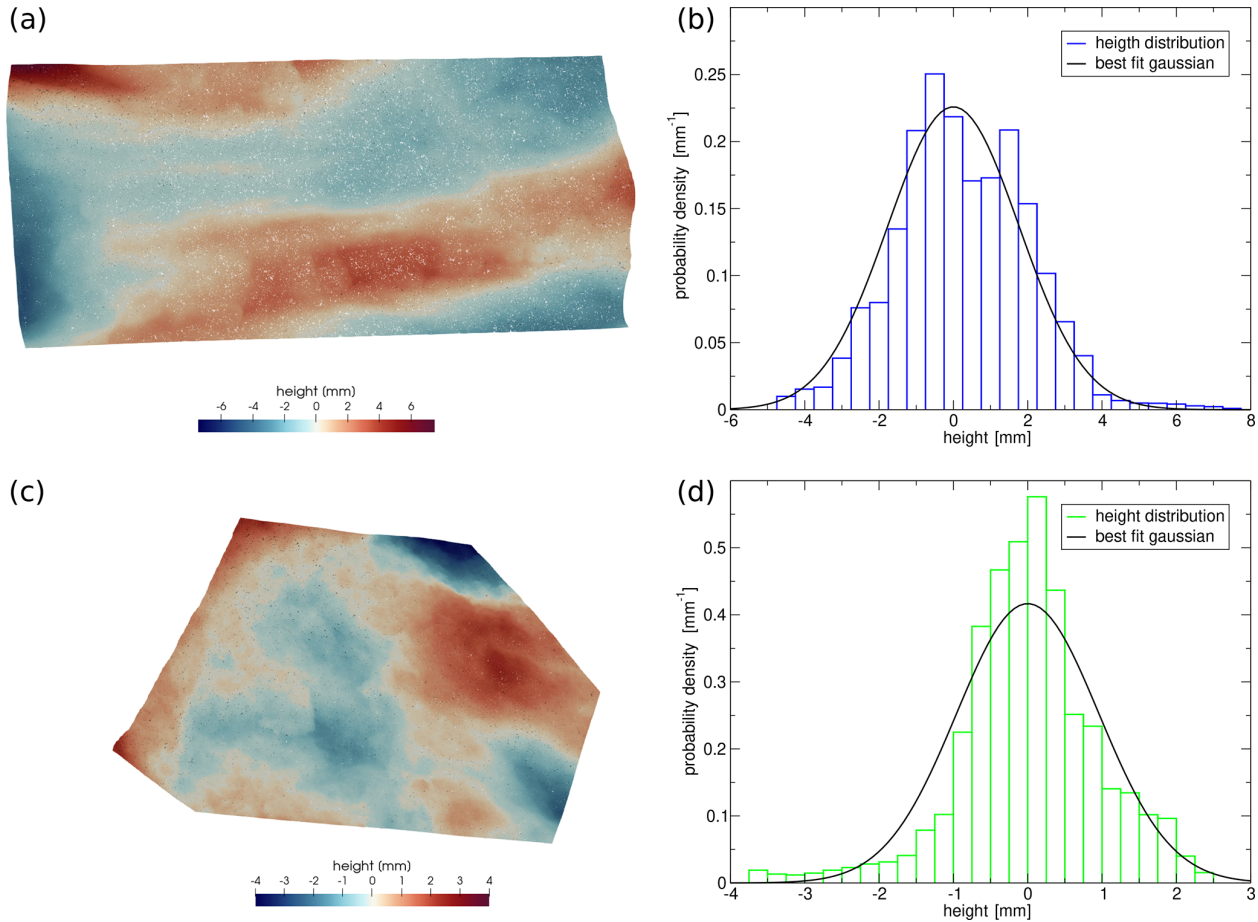 (a)
height (mm)
-6 -4 -2 0 2 4 6
(b)
heigth distribution
best fit gaussian
probability density [mm-1]
0.25
0.2
0.15
0.1
0.05
0
-6 -4 -2 0 2 4 6 8
height [mm]
(c)
height (mm)
-4 -3 -2 -1 0 1 2 3 4
(d)
height distribution
best fit gaussian
probability density [mm-1]
0.5
0.4
0.3
0.2
0.1
0
-4 -3 -2 -1 0 1 2 3
height [mm]